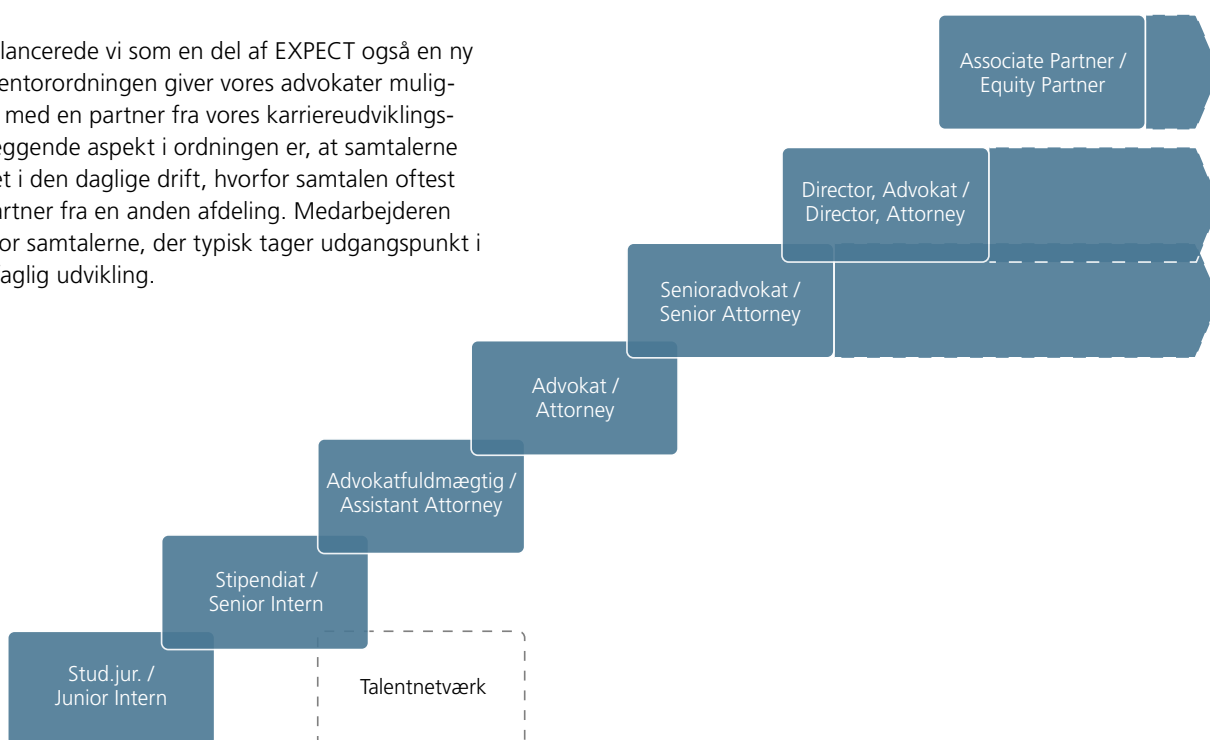 lancerede vi som en del af EXPECT også en ny
entorordningen giver vores advokater mulig-
med en partner fra vores karriereudviklings-
ggende aspekt i ordningen er, at samtalerne
et i den daglige drift, hvorfor samtalen oftest
artner fra en anden afdeling. Medarbejderen
or samtalerne, der typisk tager udgangspunkt i
aglig udvikling.
Associate Partner /
Equity Partner
Director, Advokat /
Director, Attorney
Senioradvokat /
Senior Attorney
Advokat /
Attorney
Advokatfuldmægtig /
Assistant Attorney
Stipendiat /
Senior Intern
Stud.jur. /
Junior Intern
Talentnetværk